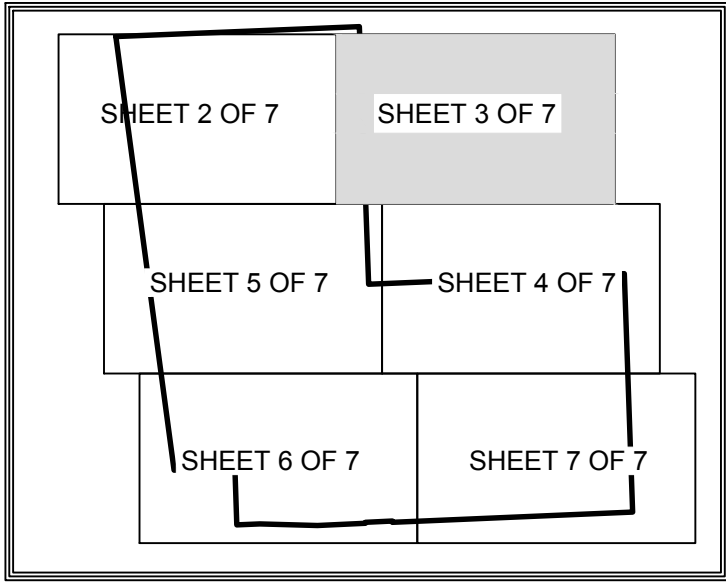 SHEET 2 OF 7
SHEET 3 OF 7
SHEET 5 OF 7
SHEET 4 OF 7
SHEET 6 OF 7
SHEET 7 OF 7